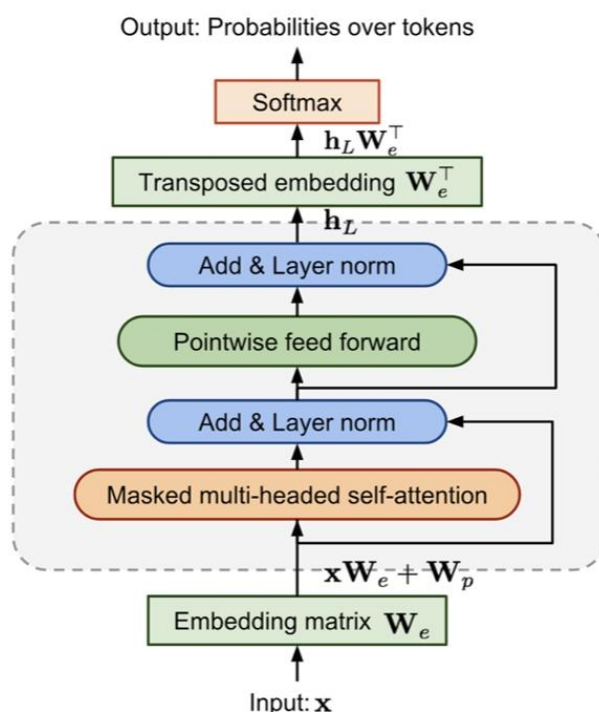 Output: Probabilities over tokens
Softmax
h_L W_e^⊤
Transposed embedding W_e^⊤
h_L
Add & Layer norm
Pointwise feed forward
Add & Layer norm
Masked multi-headed self-attention
xW_e + W_p
Embedding matrix W_e
Input: x